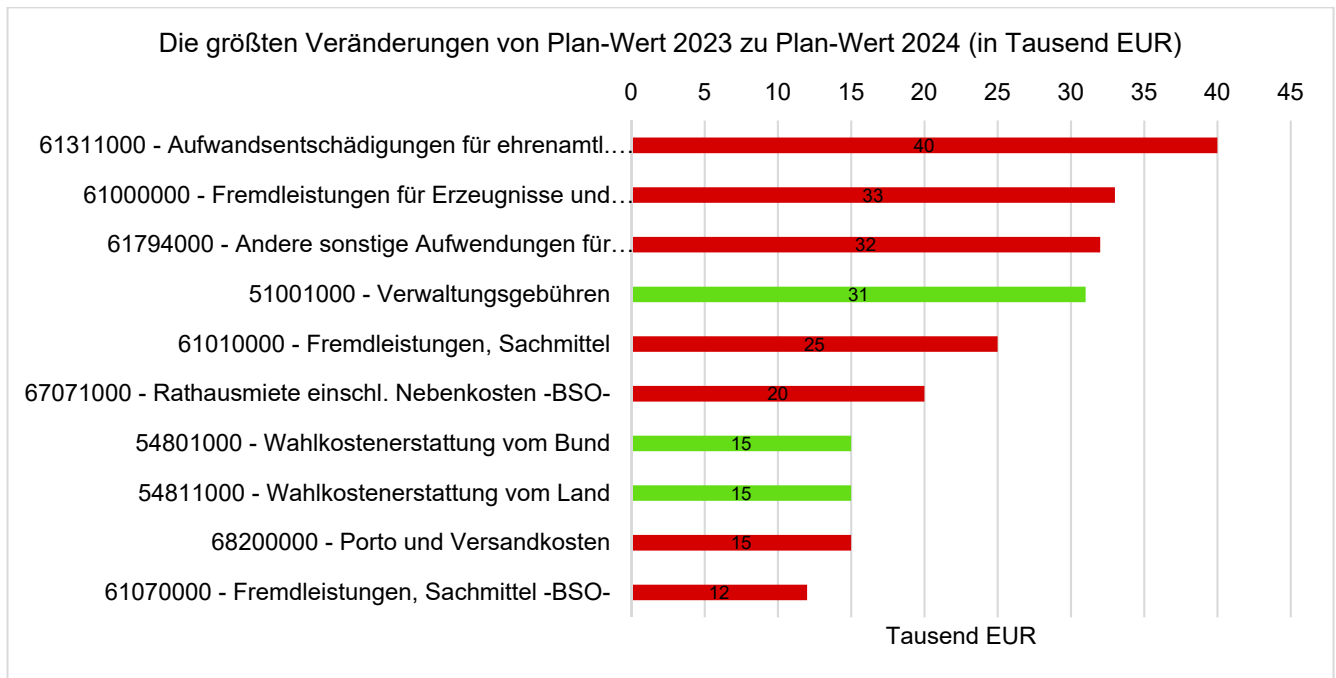 Die größten Veränderungen von Plan-Wert 2023 zu Plan-Wert 2024 (in Tausend EUR)
0 5 10 15 20 25 30 35 40 45
61311000 - Aufwandsentschädigungen für ehrenamtl.… 40
61000000 - Fremdleistungen für Erzeugnisse und… 33
61794000 - Andere sonstige Aufwendungen für… 32
51001000 - Verwaltungsgebühren 31
61010000 - Fremdleistungen, Sachmittel 25
67071000 - Rathausmiete einschl. Nebenkosten -BSO- 20
54801000 - Wahlkostenerstattung vom Bund 15
54811000 - Wahlkostenerstattung vom Land 15
68200000 - Porto und Versandkosten 15
61070000 - Fremdleistungen, Sachmittel -BSO- 12
Tausend EUR